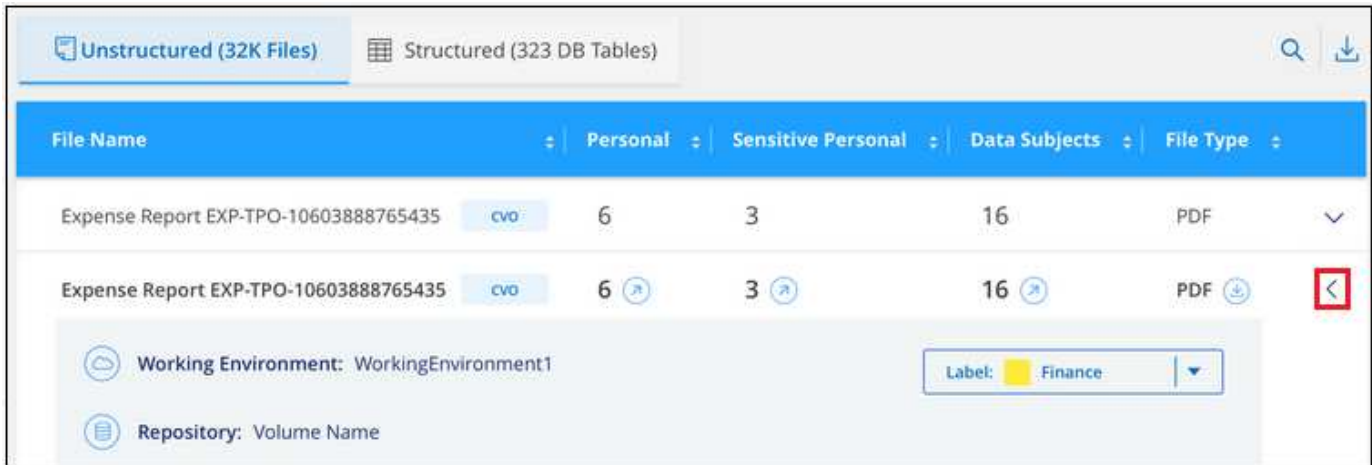 Unstructured (32K Files) Structured (323 DB Tables)
File Name Personal Sensitive Personal Data Subjects File Type
Expense Report EXP-TPO-10603888765435 CVO 6 3 16 PDF
Expense Report EXP-TPO-10603888765435 CVO 6 3 16 PDF
Working Environment: WorkingEnvironment1 Label: Finance
Repository: Volume Name